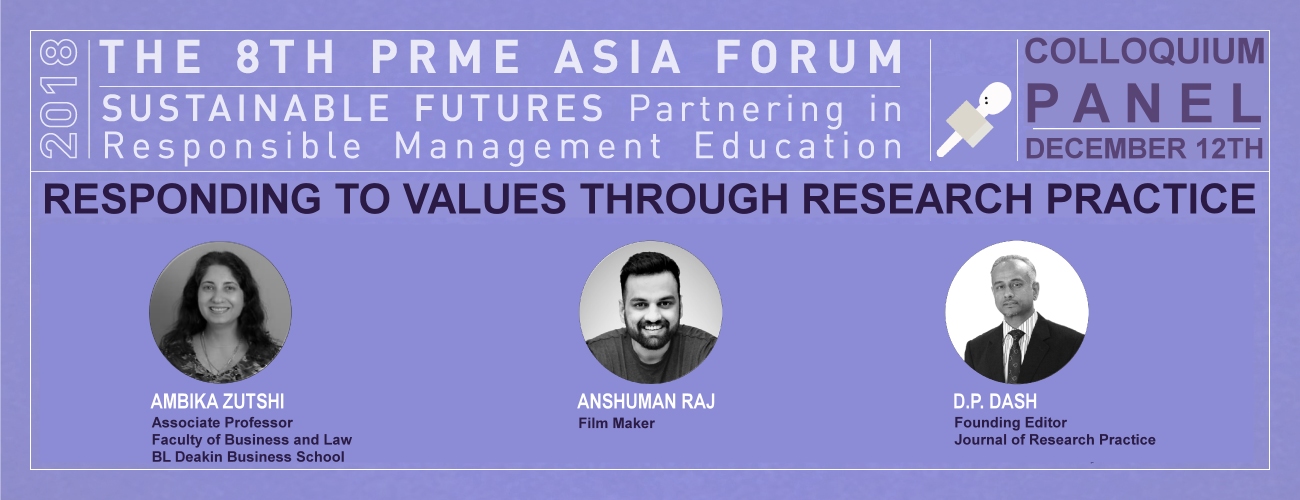 2018
THE 8TH PRME ASIA FORUM
SUSTAINABLE FUTURES Partnering in
Responsible Management Education
COLLOQUIUM
PANEL
DECEMBER 12TH
RESPONDING TO VALUES THROUGH RESEARCH PRACTICE
AMBIKA ZUTSHI
Associate Professor
Faculty of Business and Law
BL Deakin Business School
ANSHUMAN RAJ
Film Maker
D.P. DASH
Founding Editor
Journal of Research Practice